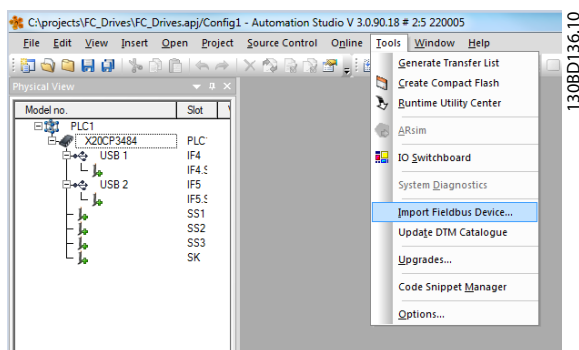 C:\projects\FC_Drives\FC_Drives.apj/Config1 - Automation Studio V 3.0.90.18 # 2:5 220005
File Edit View Insert Open Project Source Control Online Tools Window Help
Physical View
Model no. Slot
PLC1
X20CP3484 PLC
USB 1 IF4
IF4.S
USB 2 IF5
IF5.S
SS1
SS2
SS3
SK
Generate Transfer List
Create Compact Flash
Runtime Utility Center
ARsim
IO Switchboard
System Diagnostics
Import Fieldbus Device...
Update DTM Catalogue
Upgrades...
Code Snippet Manager
Options...
130BD136.10